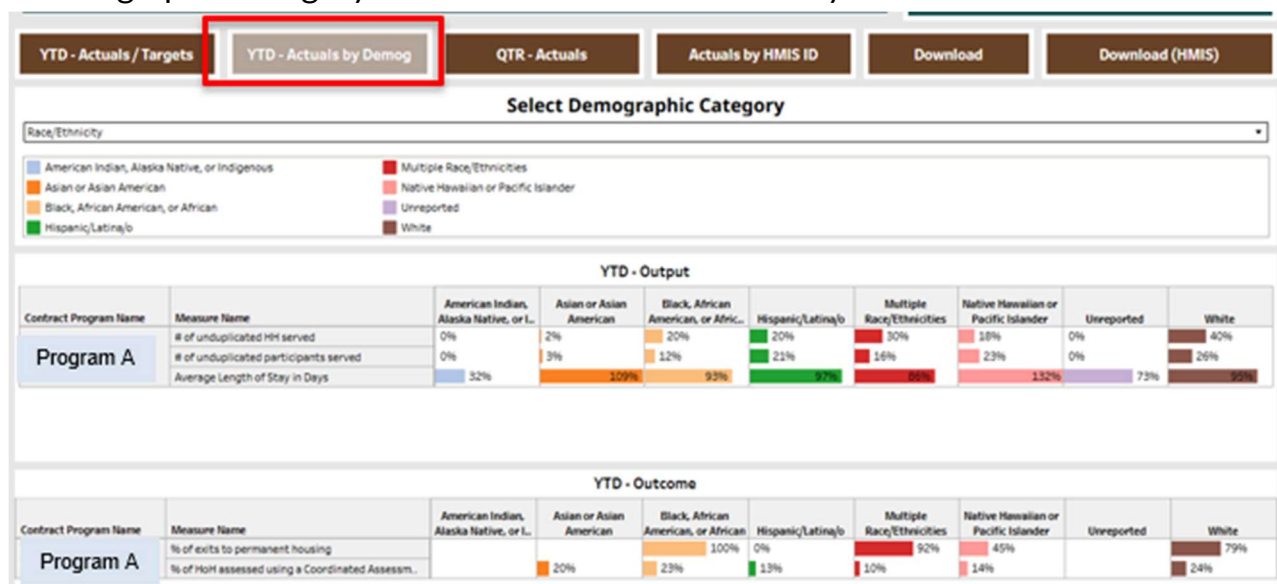 YTD - Actuals / Targets
YTD - Actuals by Demog
QTR - Actuals
Actuals by HMIS ID
Download
Download (HMIS)
Select Demographic Category
Race/Ethnicity
American Indian, Alaska Native, or Indigenous
Multiple Race/Ethnicities
Asian or Asian American
Native Hawaiian or Pacific Islander
Black, African American, or African
Unreported
Hispanic/Latina/o
White
YTD - Output
Contract Program Name Measure Name American Indian, Alaska Native, or I.. Asian or Asian American Black, African American, or Afric.. Hispanic/Latina/o Multiple Race/Ethnicities Native Hawaiian or Pacific Islander Unreported White
Program A
# of unduplicated HH served 0% 2% 20% 20% 30% 18% 0% 40%
# of unduplicated participants served 0% 3% 12% 21% 16% 23% 0% 26%
Average Length of Stay in Days 32% 109% 93% 97% 86% 132% 73% 95%
YTD - Outcome
Contract Program Name Measure Name American Indian, Alaska Native, or I.. Asian or Asian American Black, African American, or African Hispanic/Latina/o Multiple Race/Ethnicities Native Hawaiian or Pacific Islander Unreported White
Program A
% of exits to permanent housing 100% 0% 92% 45% 79%
% of HoH assessed using a Coordinated Assessm.. 20% 23% 13% 10% 14% 24%